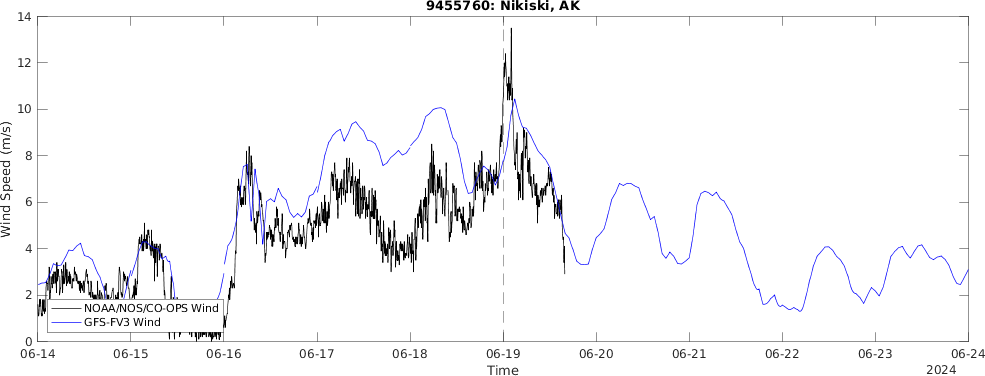 9455760: Nikiski, AK
Wind Speed (m/s)
14
12
10
8
6
4
2
0
NOAA/NOS/CO-OPS Wind
GFS-FV3 Wind
06-14 06-15 06-16 06-17 06-18 06-19 06-20 06-21 06-22 06-23 06-24
Time
2024